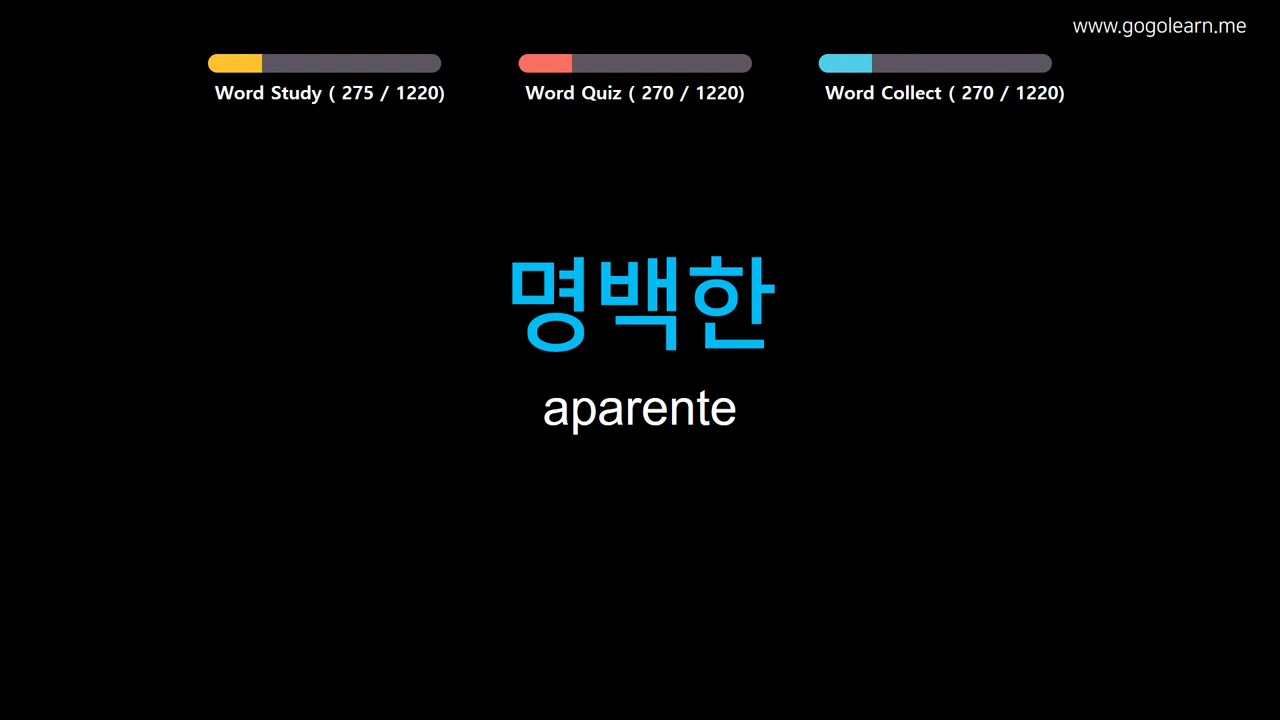 www.gogolearn.me
Word Study ( 275 / 1220)
Word Quiz ( 270 / 1220)
Word Collect ( 270 / 1220)
명백한
aparente